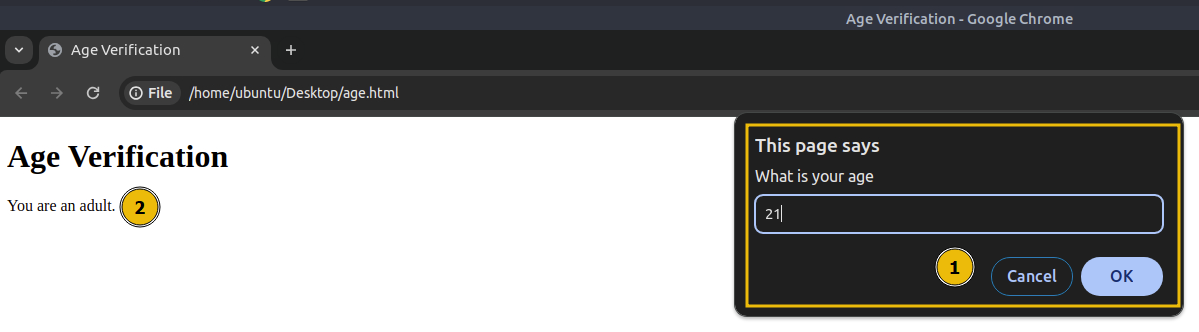 Age Verification - Google Chrome
Age Verification
File /home/ubuntu/Desktop/age.html
Age Verification
You are an adult. 2
This page says
What is your age
21
1 Cancel OK